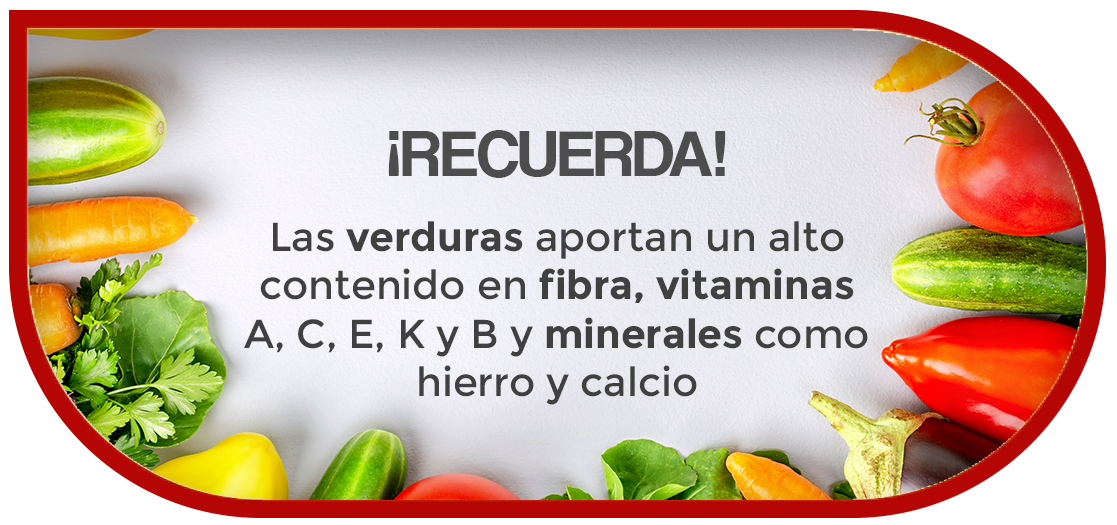 ¡RECUERDA!
Las verduras aportan un alto
contenido en fibra, vitaminas
A, C, E, K y B y minerales como
hierro y calcio